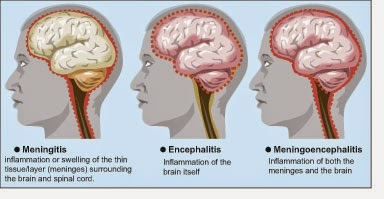 ● Meningitis
inflammation or swelling of the thin
tissue/layer (meninges) surrounding
the brain and spinal cord.
● Encephalitis
Inflammation of the
brain itself
● Meningoencephalitis
Inflammation of both the
meninges and the brain